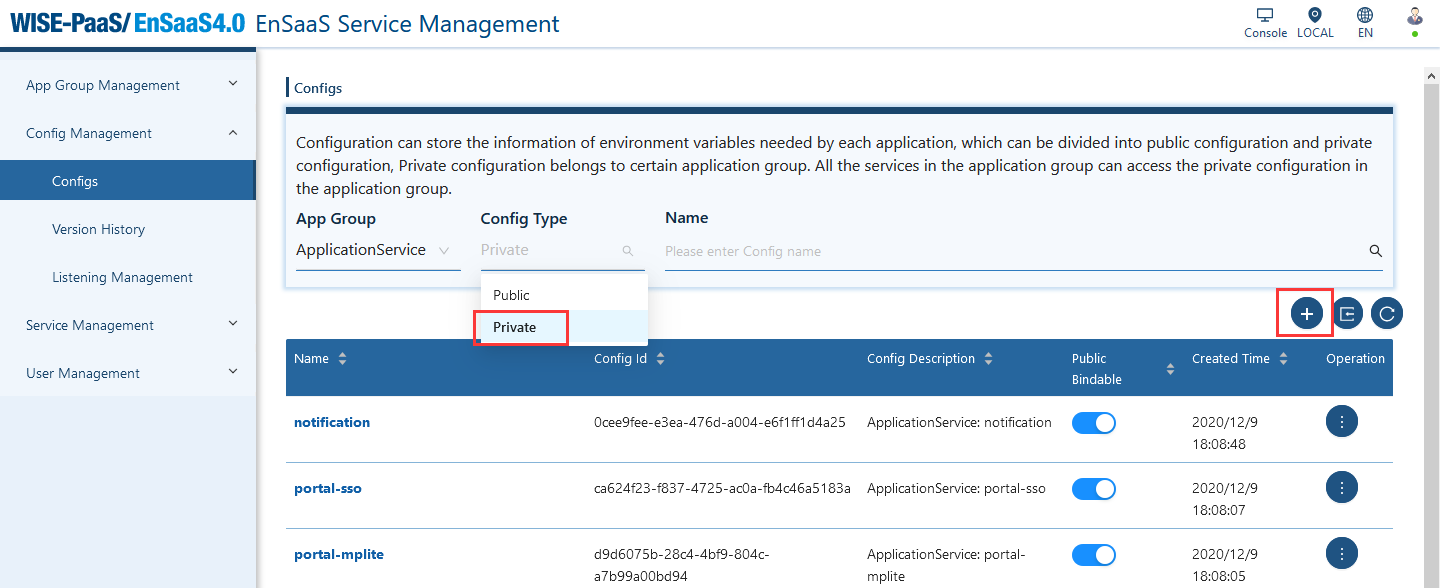 WISE-PaaS/EnSaaS4.0 EnSaaS Service Management
Console LOCAL EN
App Group Management
Config Management
Configs
Version History
Listening Management
Service Management
User Management
Configs
Configuration can store the information of environment variables needed by each application, which can be divided into public configuration and private
configuration, Private configuration belongs to certain application group. All the services in the application group can access the private configuration in
the application group.
App Group Config Type Name
ApplicationService Private Please enter Config name
Public
Private
Name Config Id Config Description Public Bindable Created Time Operation
notification 0cee9fee-e3ea-476d-a004-e6f1ff1d4a25 ApplicationService: notification 2020/12/9
18:08:48
portal-sso ca624f23-f837-4725-ac0a-fb4c46a5183a ApplicationService: portal-sso 2020/12/9
18:08:07
portal-mplite d9d6075b-28c4-4bf9-804c- ApplicationService: portal- 2020/12/9
a7b99a00bd94 mplite 18:08:05